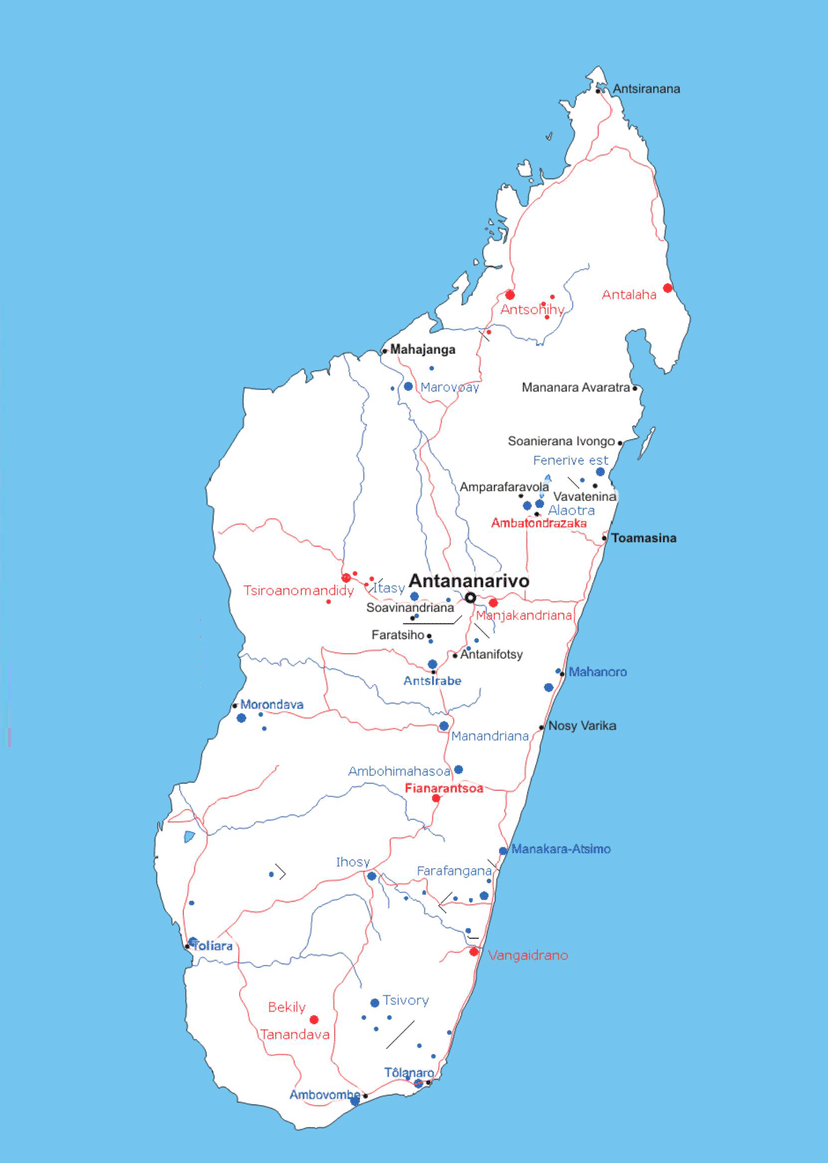 Antsiranana
Antalaha
Antsohihy
Mahajanga
Marovoay
Mananara Avaratra
Soanierana Ivongo
Fenerive est
Amparafaravola
Vavatenina
Alaotra
Ambatondrazaka
Toamasina
Antananarivo
Itasy
Tsiroanomandidy
Soavinandriana
Manjakandriana
Faratsiho
Antanifotsy
Mahanoro
Antsirabe
Morondava
Nosy Varika
Manandriana
Ambohimahasoa
Fianarantsoa
Manakara-Atsimo
Ihosy
Farafangana
Toliara
Vangaidrano
Tsivory
Bekily
Tanandava
Tôlanaro
Ambovombe